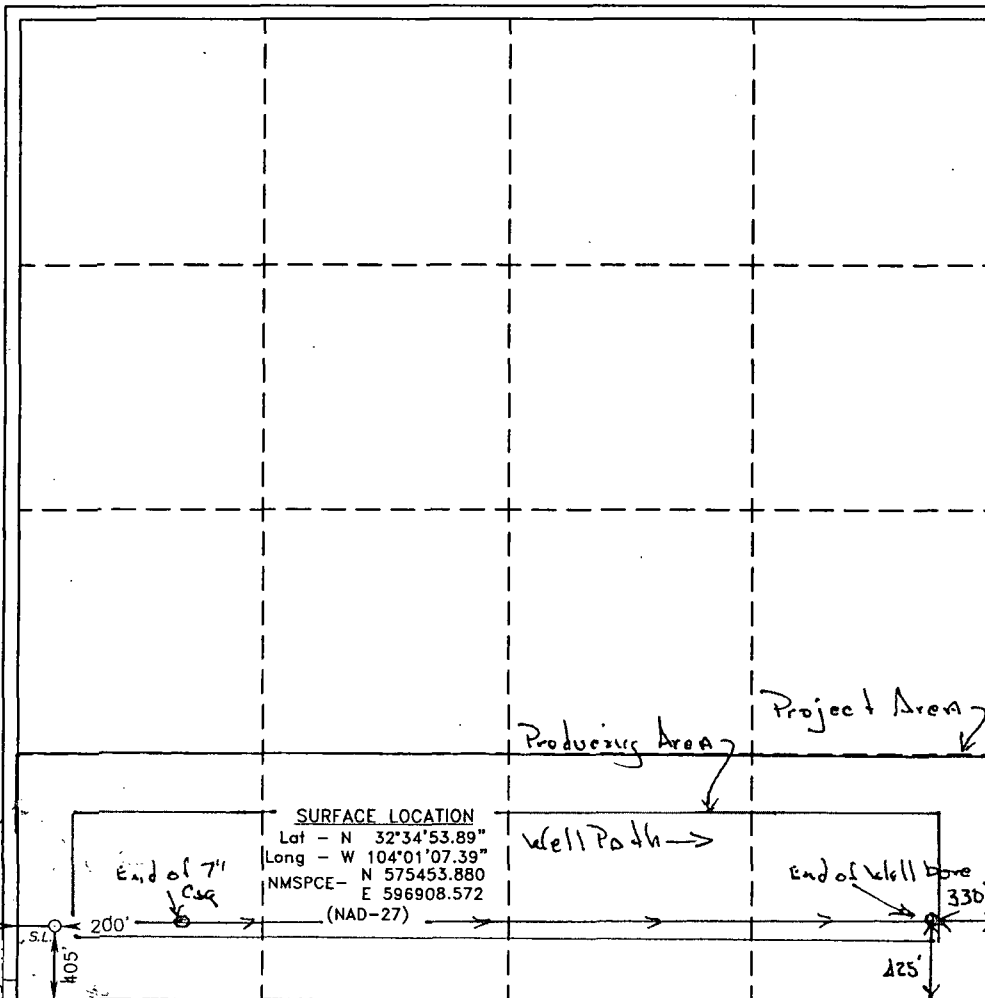 Project Area
Producing Area
SURFACE LOCATION
Lat – N 32°34'53.89"
Long – W 104°01'07.39"
NMSPCE– N 575453.880
E 596908.572
(NAD–27)
Well Path→
End of 7"
Csg
End of Well bore
330'
S.L.
200'
405'
425'